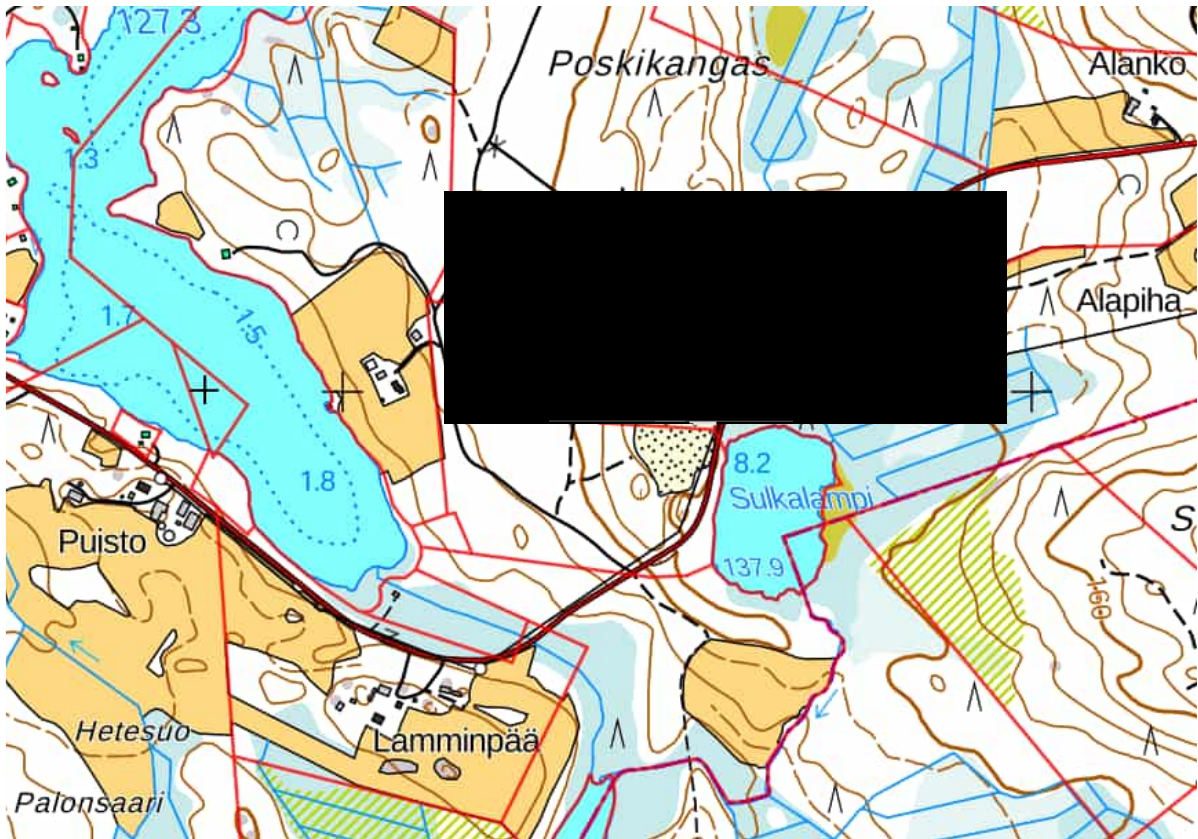 127.3
Poskikangas
Alanko
1.3
1.7
1.5
Alapiha
8.2
1.8
Sulkalampi
Puisto
137.9
160
Hetesuo
Lamminpää
Palonsaari